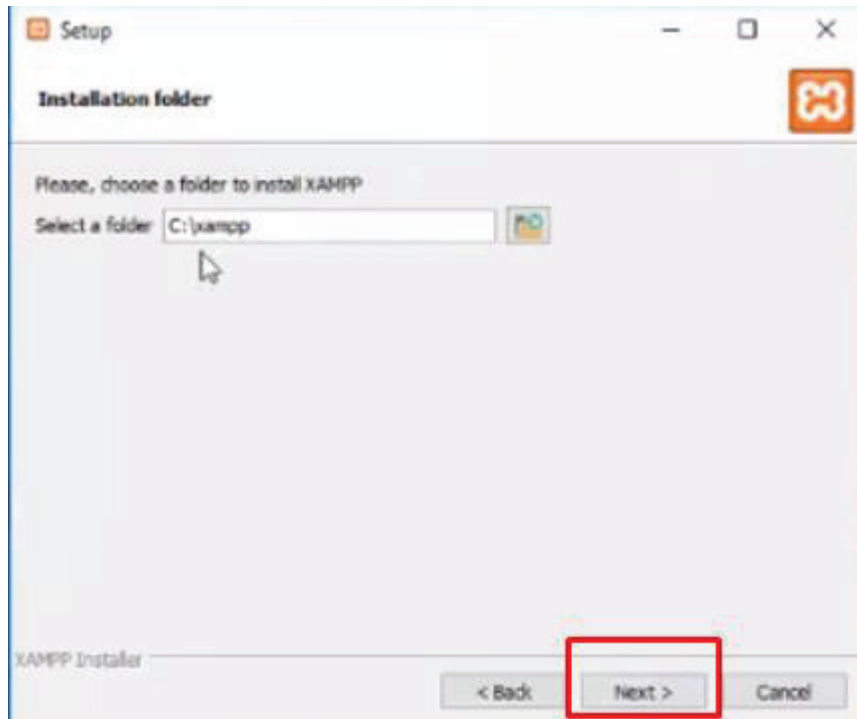 Setup
Installation folder
Please, choose a folder to install XAMPP
Select a folder C:\xampp
XAMPP Installer
< Back Next > Cancel